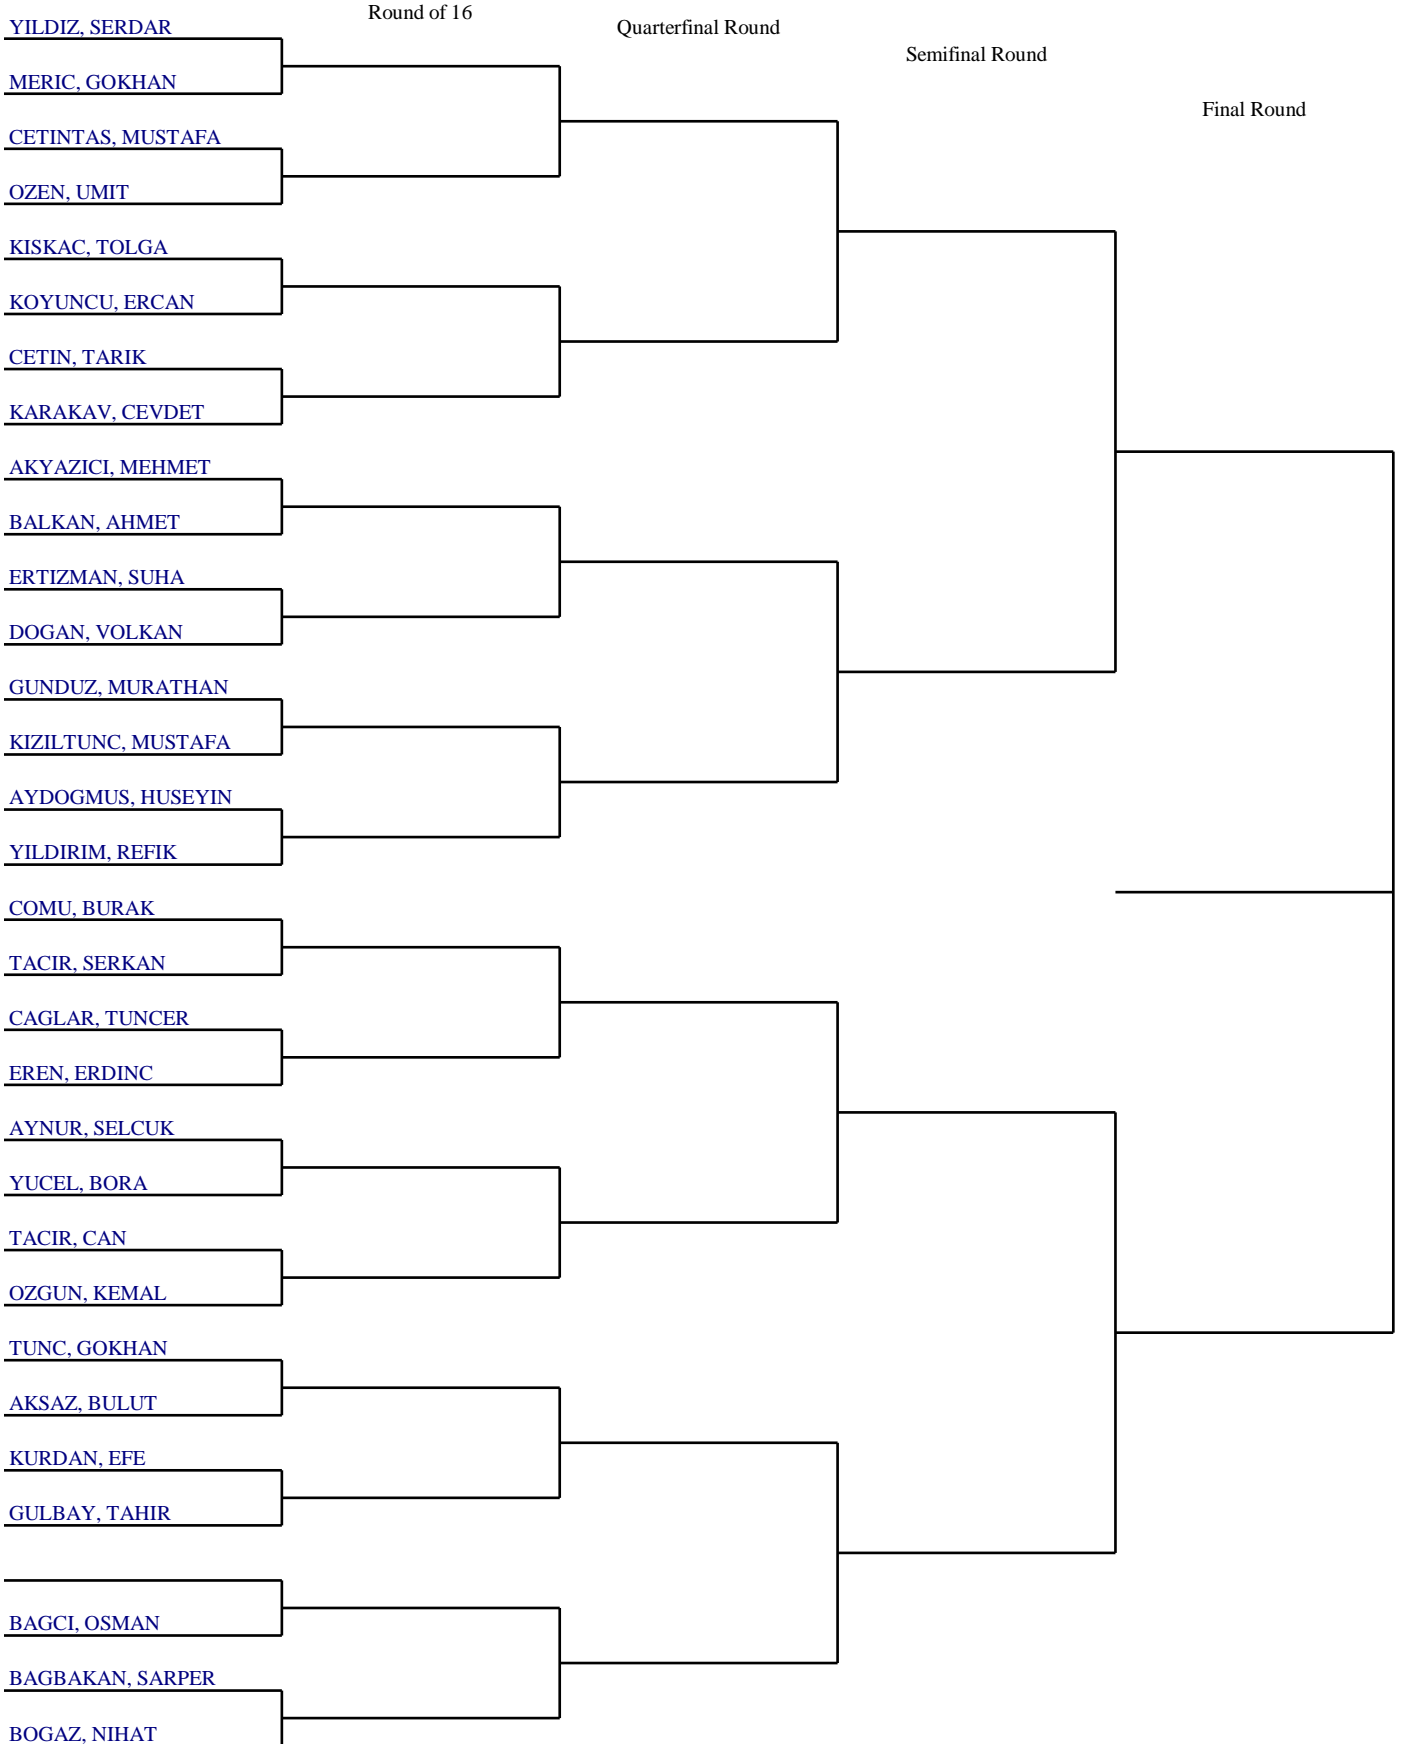 Round of 16
Quarterfinal Round
Semifinal Round
Final Round
YILDIZ, SERDAR
MERIC, GOKHAN
CETINTAS, MUSTAFA
OZEN, UMIT
KISKAC, TOLGA
KOYUNCU, ERCAN
CETIN, TARIK
KARAKAV, CEVDET
AKYAZICI, MEHMET
BALKAN, AHMET
ERTIZMAN, SUHA
DOGAN, VOLKAN
GUNDUZ, MURATHAN
KIZILTUNC, MUSTAFA
AYDOGMUS, HUSEYIN
YILDIRIM, REFIK
COMU, BURAK
TACIR, SERKAN
CAGLAR, TUNCER
EREN, ERDINC
AYNUR, SELCUK
YUCEL, BORA
TACIR, CAN
OZGUN, KEMAL
TUNC, GOKHAN
AKSAZ, BULUT
KURDAN, EFE
GULBAY, TAHIR
BAGCI, OSMAN
BAGBAKAN, SARPER
BOGAZ, NIHAT